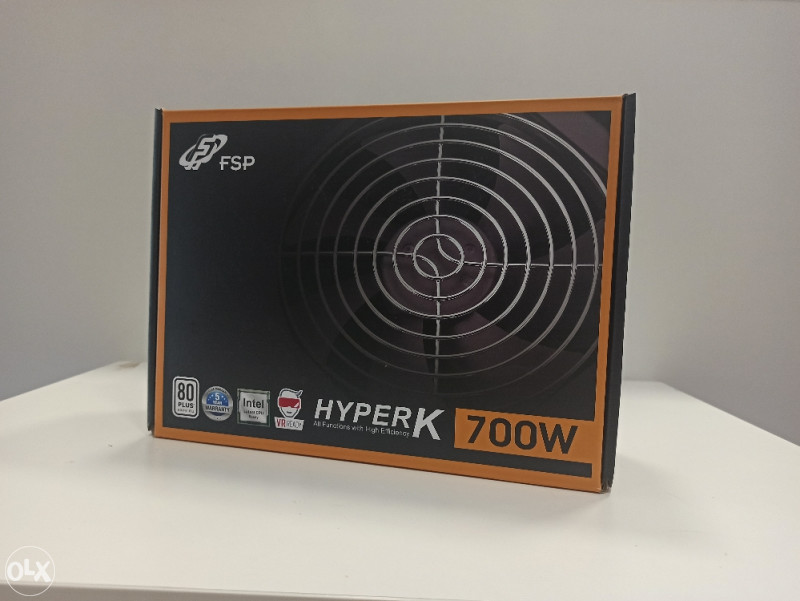 FSP
80
PLUS
5
YEAR
WARRANTY
Intel
VR READY
HYPER K
All Functions with High Efficiency
700W
OLX